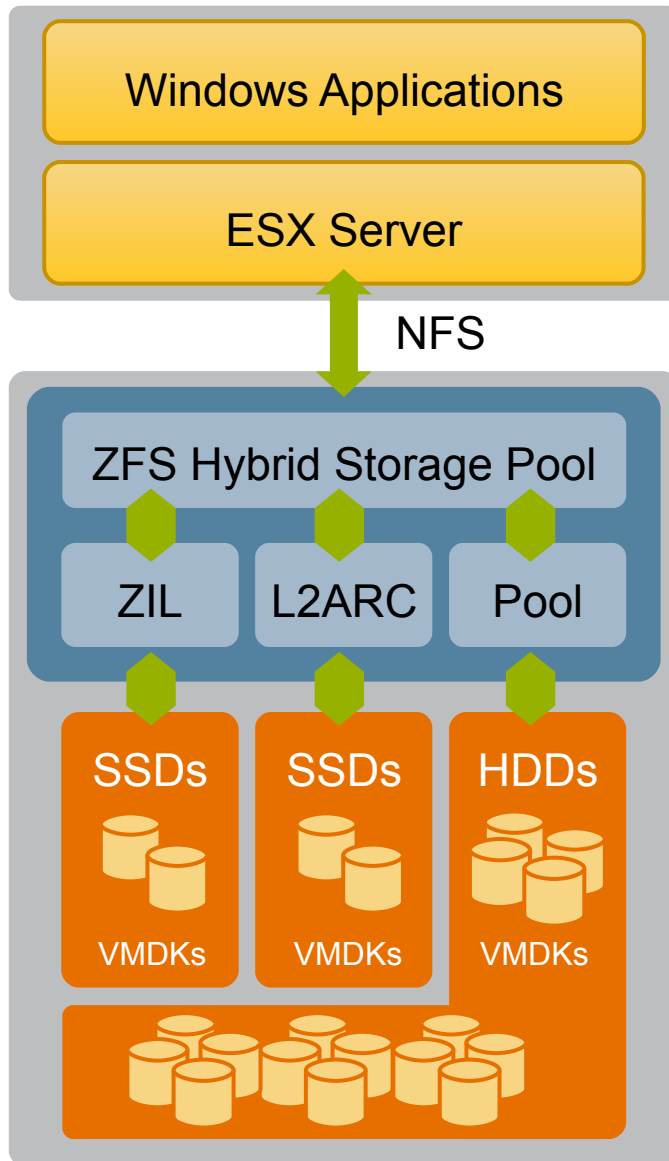 Windows Applications
ESX Server
NFS
ZFS Hybrid Storage Pool
ZIL L2ARC Pool
SSDs SSDs HDDs
VMDKs VMDKs VMDKs